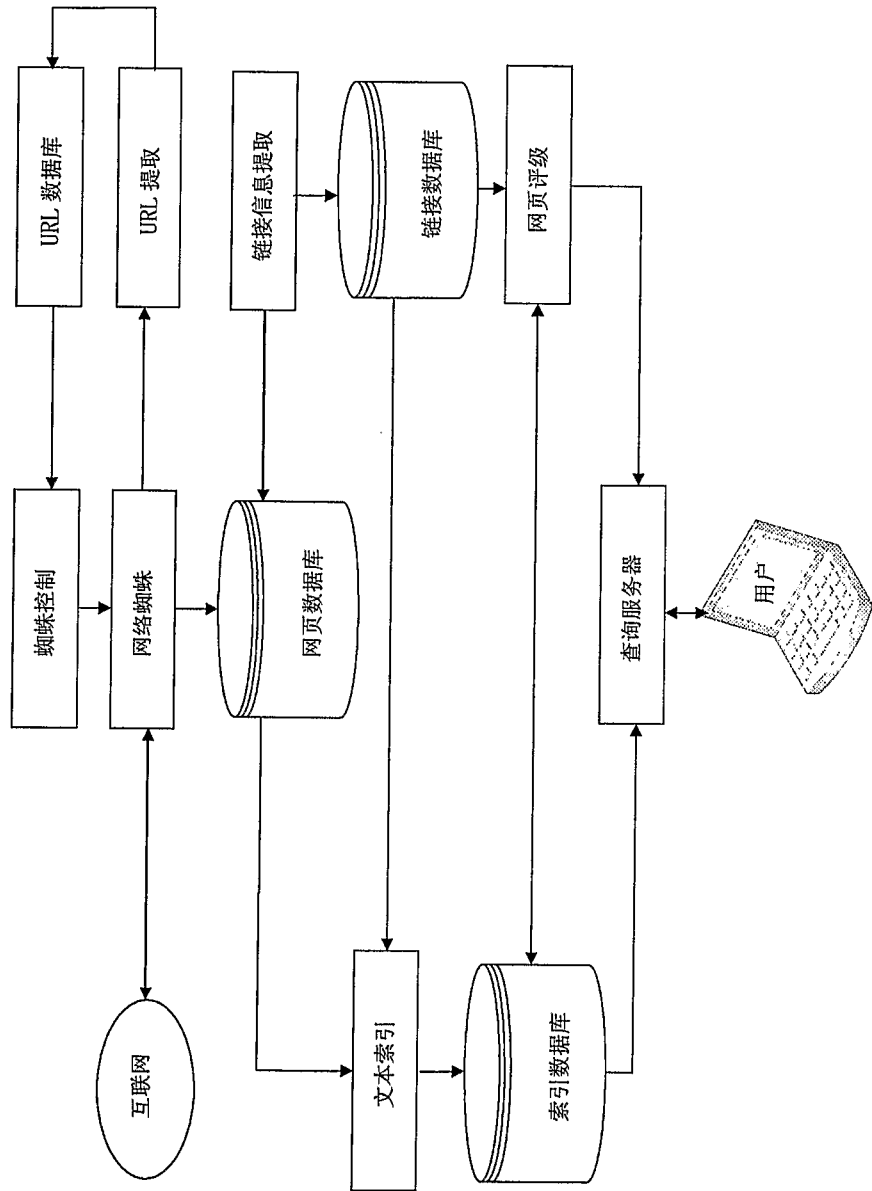 URL 数据库
URL 提取
链接信息提取
链接数据库
网页评级
蜘蛛控制
网络蜘蛛
网页数据库
查询服务器
用户
互联网
文本索引
索引数据库